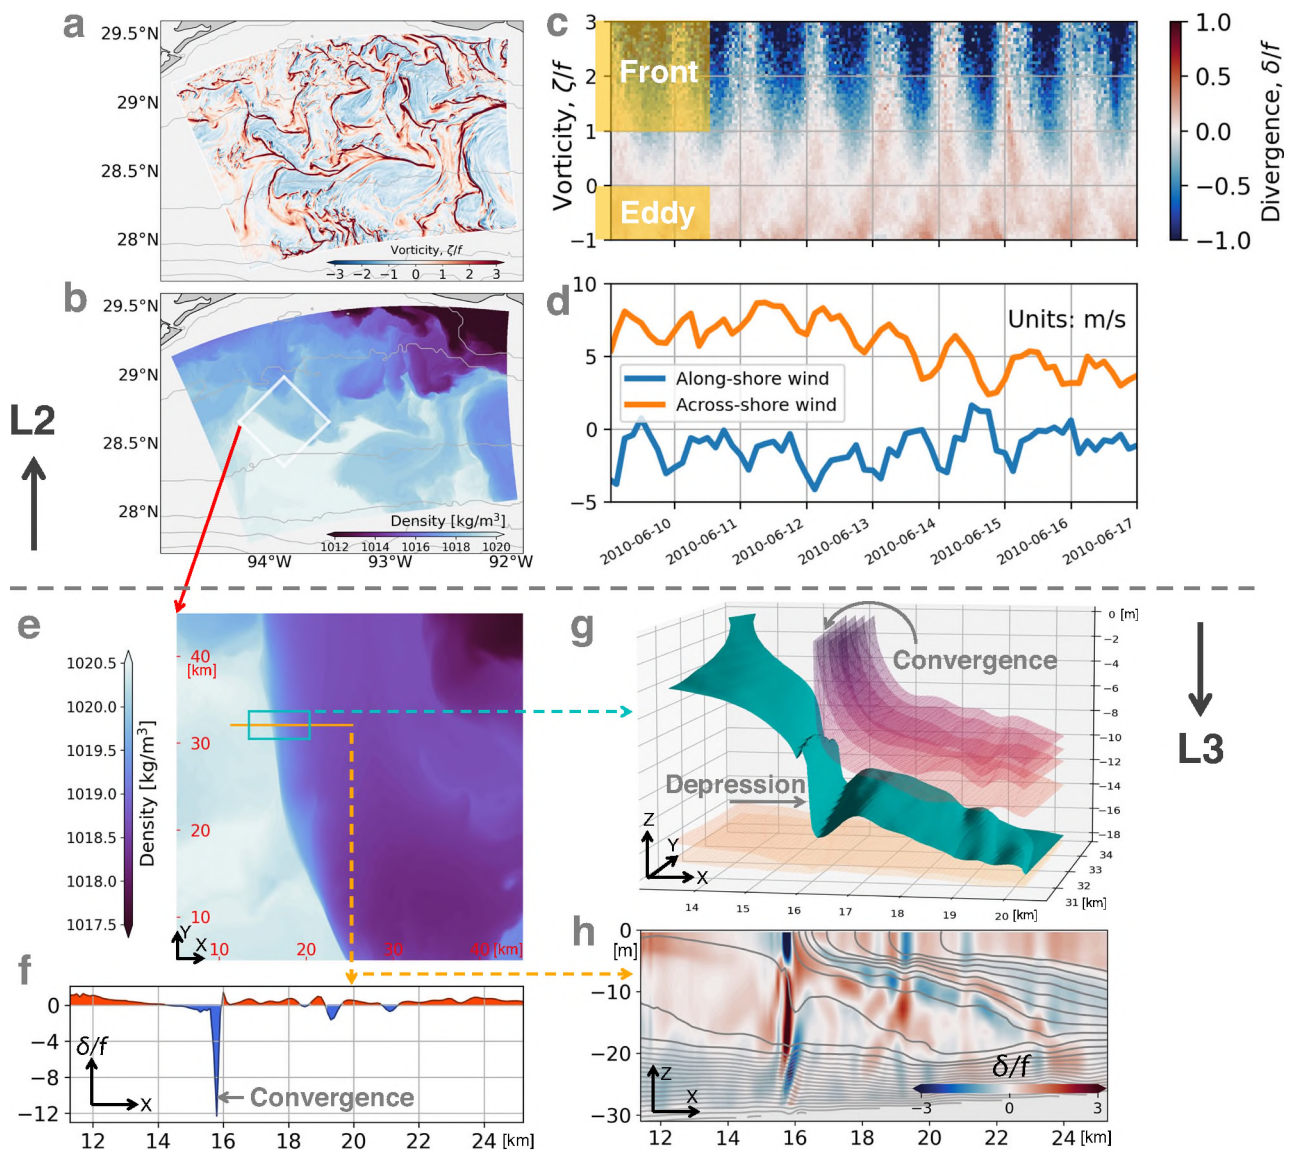 a
29.5°N
29°N
28.5°N
28°N
Vorticity, ζ/f
−3 −2 −1 0 1 2 3
b
29.5°N
29°N
28.5°N
28°N
Density [kg/m³]
1012 1014 1016 1018 1020
94°W 93°W 92°W
L2
c
Vorticity, ζ/f
3
2
1
0
−1
Front
Eddy
1.0
0.5
0.0
−0.5
−1.0
Divergence, δ/f
d
10
5
0
−5
Units: m/s
Along-shore wind
Across-shore wind
2010-06-10 2010-06-11 2010-06-12 2010-06-13 2010-06-14 2010-06-15 2010-06-16 2010-06-17
e
1020.5
1020.0
1019.5
1019.0
1018.5
1018.0
1017.5
Density [kg/m³]
40
[km]
30
20
10
Y
X
10 20 30 40 [km]
f
0
−4
−8
−12
δ/f
X
Convergence
12 14 16 18 20 22 24 [km]
g
Convergence
Depression
Z
Y
X
0 [m]
−2
−4
−6
−8
−10
−12
−14
−16
−18
34
33
32
31 [km]
14 15 16 17 18 19 20 [km]
L3
h
0
[m]
−10
−20
−30
Z
X
δ/f
−3 0 3
12 14 16 18 20 22 24 [km]